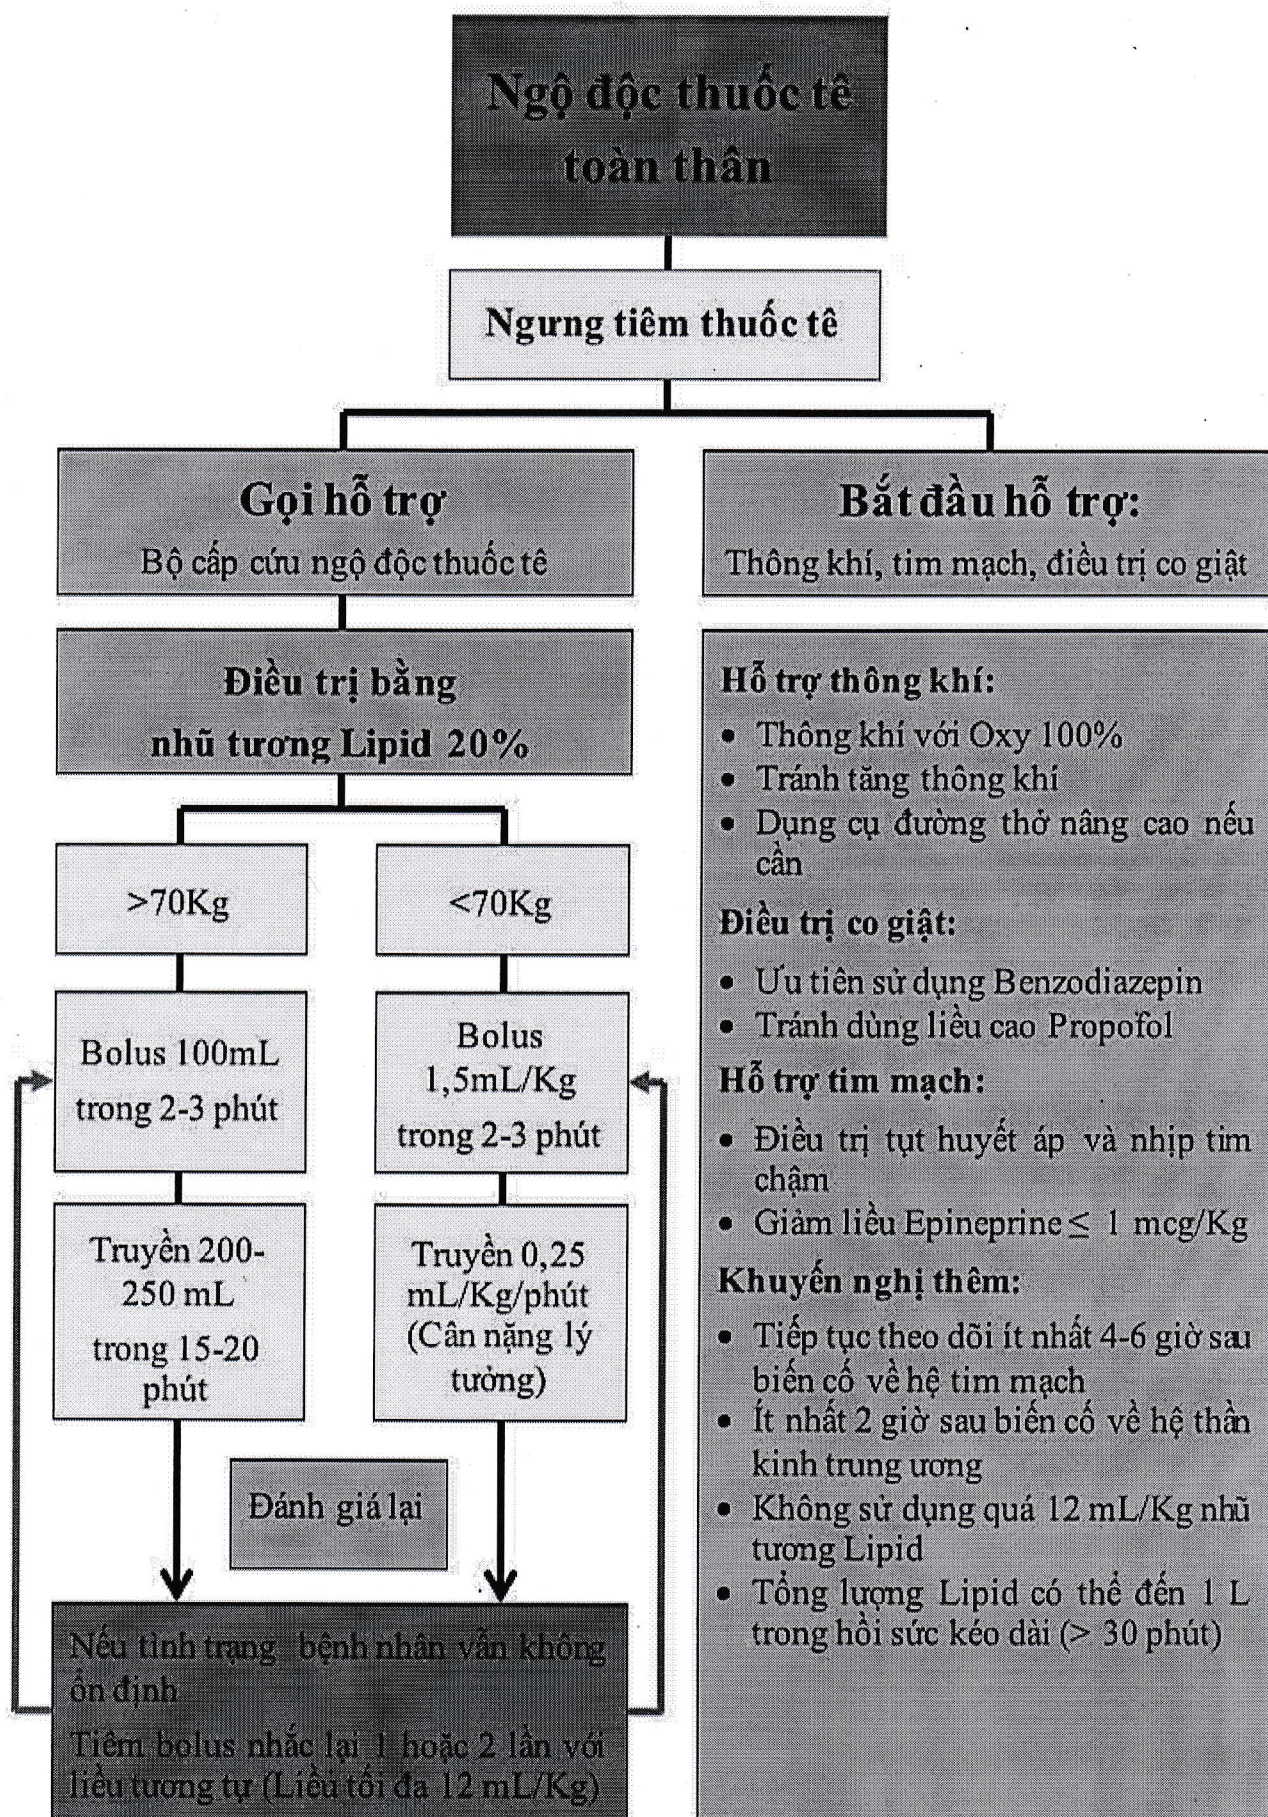 Ngộ độc thuốc tê
toàn thân
Ngưng tiêm thuốc tê
Gọi hỗ trợ
Bộ cấp cứu ngộ độc thuốc tê
Bắt đầu hỗ trợ:
Thông khí, tim mạch, điều trị co giật
Điều trị bằng
nhũ tương Lipid 20%
>70Kg
<70Kg
Bolus 100mL
trong 2-3 phút
Bolus
1,5mL/Kg
trong 2-3 phút
Truyền 200-
250 mL
trong 15-20
phút
Truyền 0,25
mL/Kg/phút
(Cân nặng lý
tưởng)
Đánh giá lại
Nếu tình trạng bệnh nhân vẫn không
ổn định
Tiêm bolus nhắc lại 1 hoặc 2 lần với
liều tương tự (Liều tối đa 12 mL/Kg)
Hỗ trợ thông khí:
• Thông khí với Oxy 100%
• Tránh tăng thông khí
• Dụng cụ đường thở nâng cao nếu
cần
Điều trị co giật:
• Ưu tiên sử dụng Benzodiazepin
• Tránh dùng liều cao Propofol
Hỗ trợ tim mạch:
• Điều trị tụt huyết áp và nhịp tim
chậm
• Giảm liều Epineprine ≤ 1 mcg/Kg
Khuyến nghị thêm:
• Tiếp tục theo dõi ít nhất 4-6 giờ sau
biến cố về hệ tim mạch
• Ít nhất 2 giờ sau biến cố về hệ thần
kinh trung ương
• Không sử dụng quá 12 mL/Kg nhũ
tương Lipid
• Tổng lượng Lipid có thể đến 1 L
trong hồi sức kéo dài (> 30 phút)